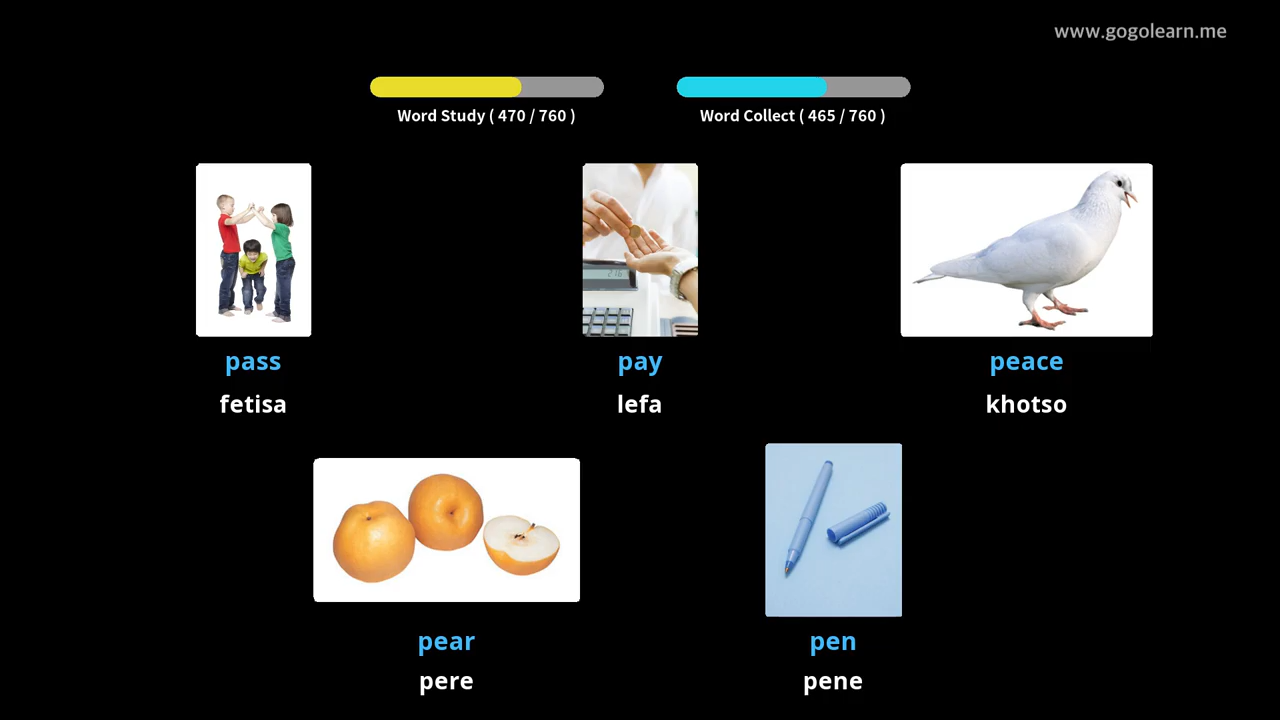 www.gogolearn.me
Word Study ( 470 / 760 )
Word Collect ( 465 / 760 )
pass
fetisa
pay
lefa
peace
khotso
pear
pere
pen
pene